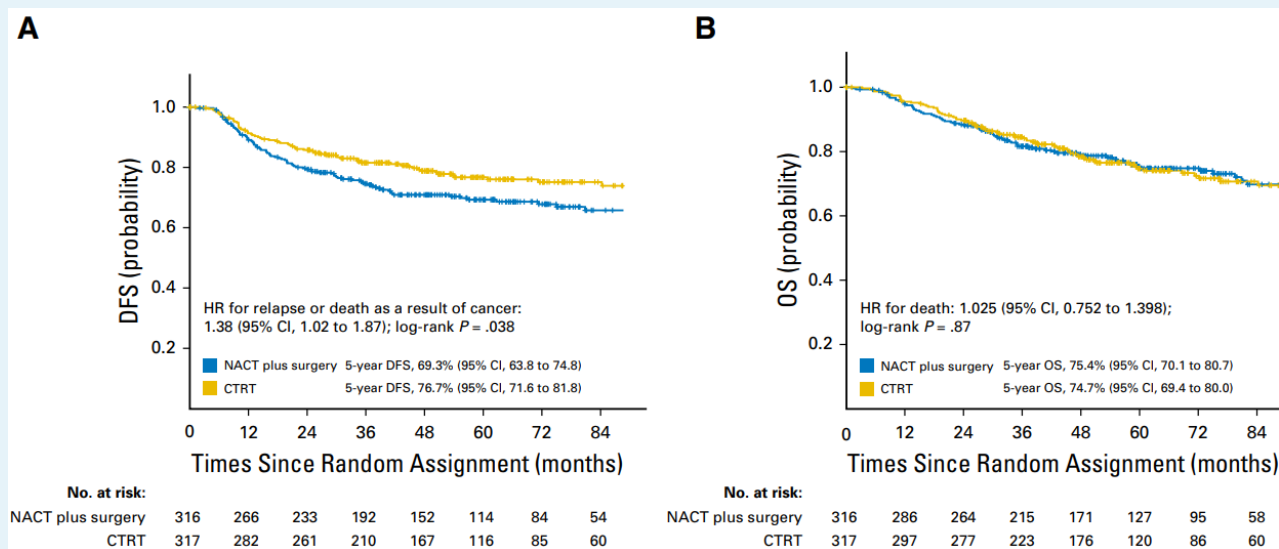 A
1.0
0.8
0.6
0.4
0.2
DFS (probability)
HR for relapse or death as a result of cancer:
1.38 (95% CI, 1.02 to 1.87); log-rank P = .038
NACT plus surgery 5-year DFS, 69.3% (95% CI, 63.8 to 74.8)
CTRT 5-year DFS, 76.7% (95% CI, 71.6 to 81.8)
0 12 24 36 48 60 72 84
Times Since Random Assignment (months)
No. at risk:
NACT plus surgery 316 266 233 192 152 114 84 54
CTRT 317 282 261 210 167 116 85 60
B
1.0
0.8
0.6
0.4
0.2
OS (probability)
HR for death: 1.025 (95% CI, 0.752 to 1.398);
log-rank P = .87
NACT plus surgery 5-year OS, 75.4% (95% CI, 70.1 to 80.7)
CTRT 5-year OS, 74.7% (95% CI, 69.4 to 80.0)
0 12 24 36 48 60 72 84
Times Since Random Assignment (months)
No. at risk:
NACT plus surgery 316 286 264 215 171 127 95 58
CTRT 317 297 277 223 176 120 86 60